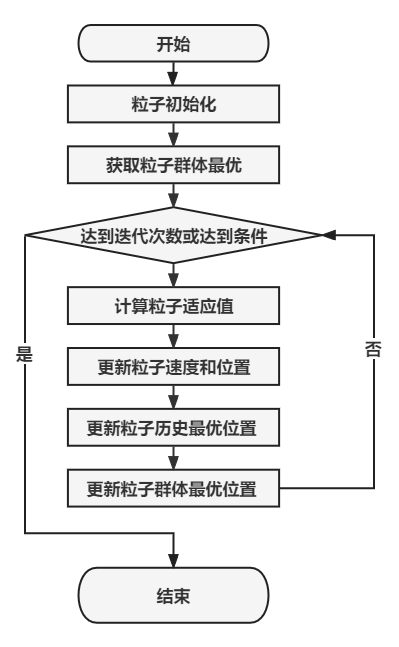 开始
粒子初始化
获取粒子群体最优
达到迭代次数或达到条件
计算粒子适应值
是
否
更新粒子速度和位置
更新粒子历史最优位置
更新粒子群体最优位置
结束